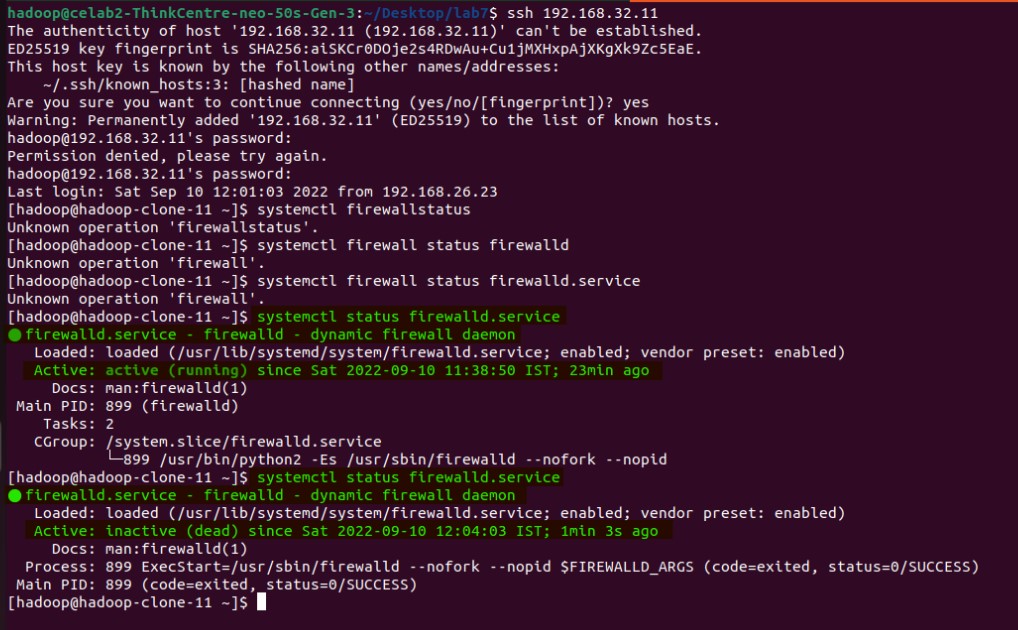 hadoop@celab2-ThinkCentre-neo-50s-Gen-3:~/Desktop/lab7$ ssh 192.168.32.11
The authenticity of host '192.168.32.11 (192.168.32.11)' can't be established.
ED25519 key fingerprint is SHA256:aiSKCr0DOje2s4RDwAu+Cu1jMXHxpAjXKgXk9Zc5EaE.
This host key is known by the following other names/addresses:
    ~/.ssh/known_hosts:3: [hashed name]
Are you sure you want to continue connecting (yes/no/[fingerprint])? yes
Warning: Permanently added '192.168.32.11' (ED25519) to the list of known hosts.
hadoop@192.168.32.11's password:
Permission denied, please try again.
hadoop@192.168.32.11's password:
Last login: Sat Sep 10 12:01:03 2022 from 192.168.26.23
[hadoop@hadoop-clone-11 ~]$ systemctl firewallstatus
Unknown operation 'firewallstatus'.
[hadoop@hadoop-clone-11 ~]$ systemctl firewall status firewalld
Unknown operation 'firewall'.
[hadoop@hadoop-clone-11 ~]$ systemctl firewall status firewalld.service
Unknown operation 'firewall'.
[hadoop@hadoop-clone-11 ~]$ systemctl status firewalld.service
● firewalld.service - firewalld - dynamic firewall daemon
   Loaded: loaded (/usr/lib/systemd/system/firewalld.service; enabled; vendor preset: enabled)
   Active: active (running) since Sat 2022-09-10 11:38:50 IST; 23min ago
     Docs: man:firewalld(1)
 Main PID: 899 (firewalld)
    Tasks: 2
   CGroup: /system.slice/firewalld.service
           └─899 /usr/bin/python2 -Es /usr/sbin/firewalld --nofork --nopid
[hadoop@hadoop-clone-11 ~]$ systemctl status firewalld.service
● firewalld.service - firewalld - dynamic firewall daemon
   Loaded: loaded (/usr/lib/systemd/system/firewalld.service; enabled; vendor preset: enabled)
   Active: inactive (dead) since Sat 2022-09-10 12:04:03 IST; 1min 3s ago
     Docs: man:firewalld(1)
  Process: 899 ExecStart=/usr/sbin/firewalld --nofork --nopid $FIREWALLD_ARGS (code=exited, status=0/SUCCESS)
 Main PID: 899 (code=exited, status=0/SUCCESS)
[hadoop@hadoop-clone-11 ~]$